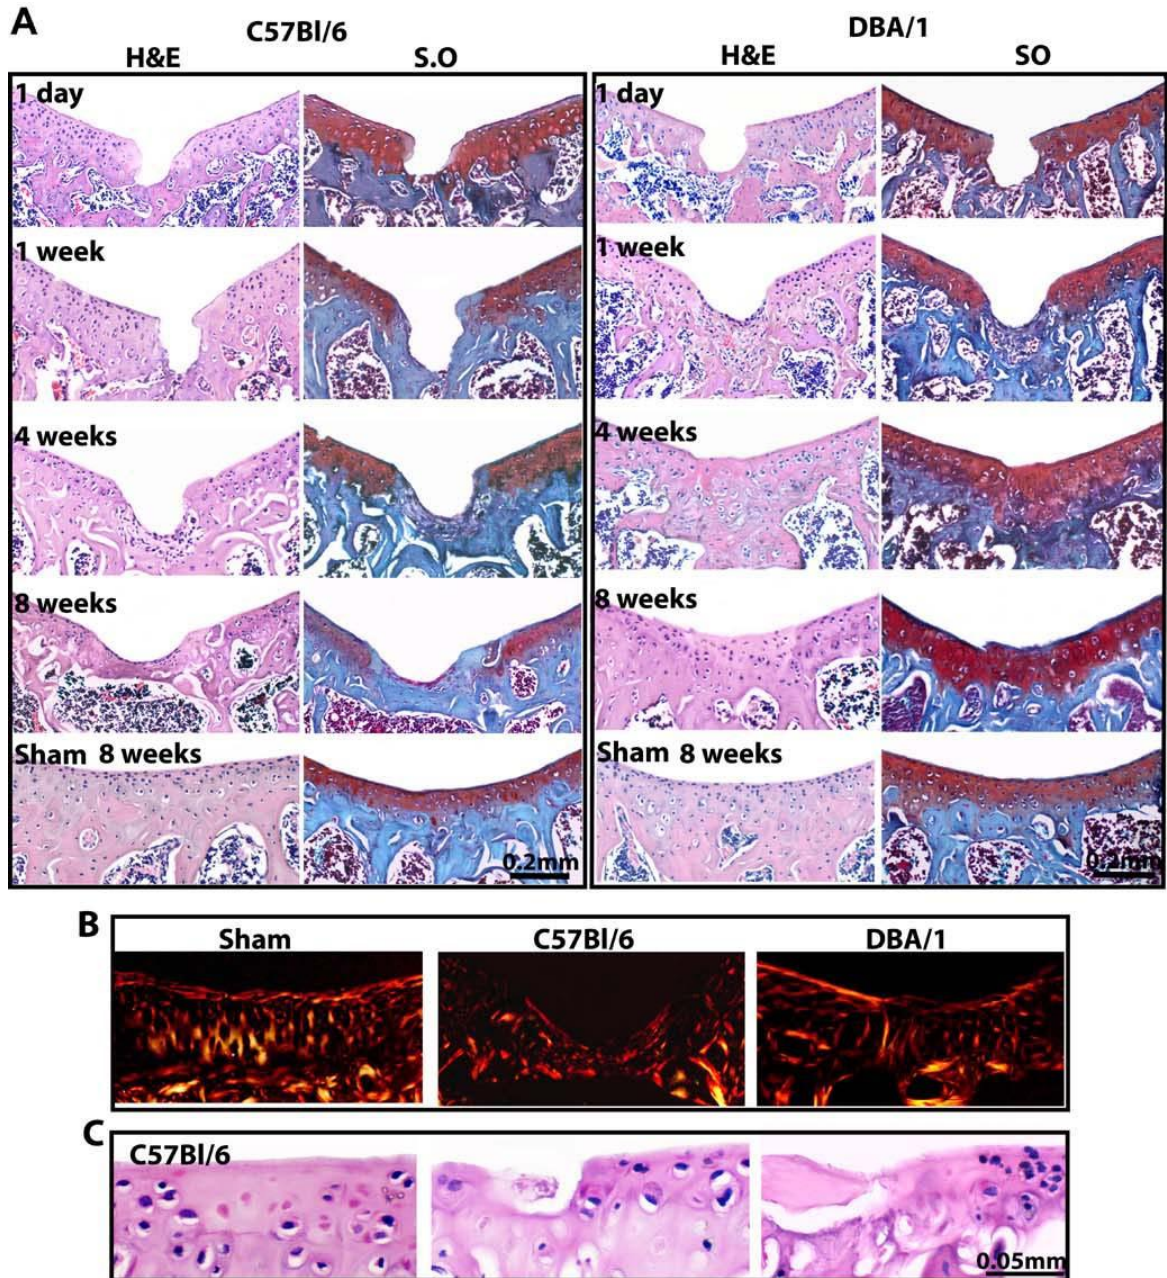 A
C57Bl/6
DBA/1
H&E
S.O
H&E
SO
1 day
1 day
1 week
1 week
4 weeks
4 weeks
8 weeks
8 weeks
Sham 8 weeks
Sham 8 weeks
0.2mm
0.2mm
B
Sham
C57Bl/6
DBA/1
C
C57Bl/6
0.05mm